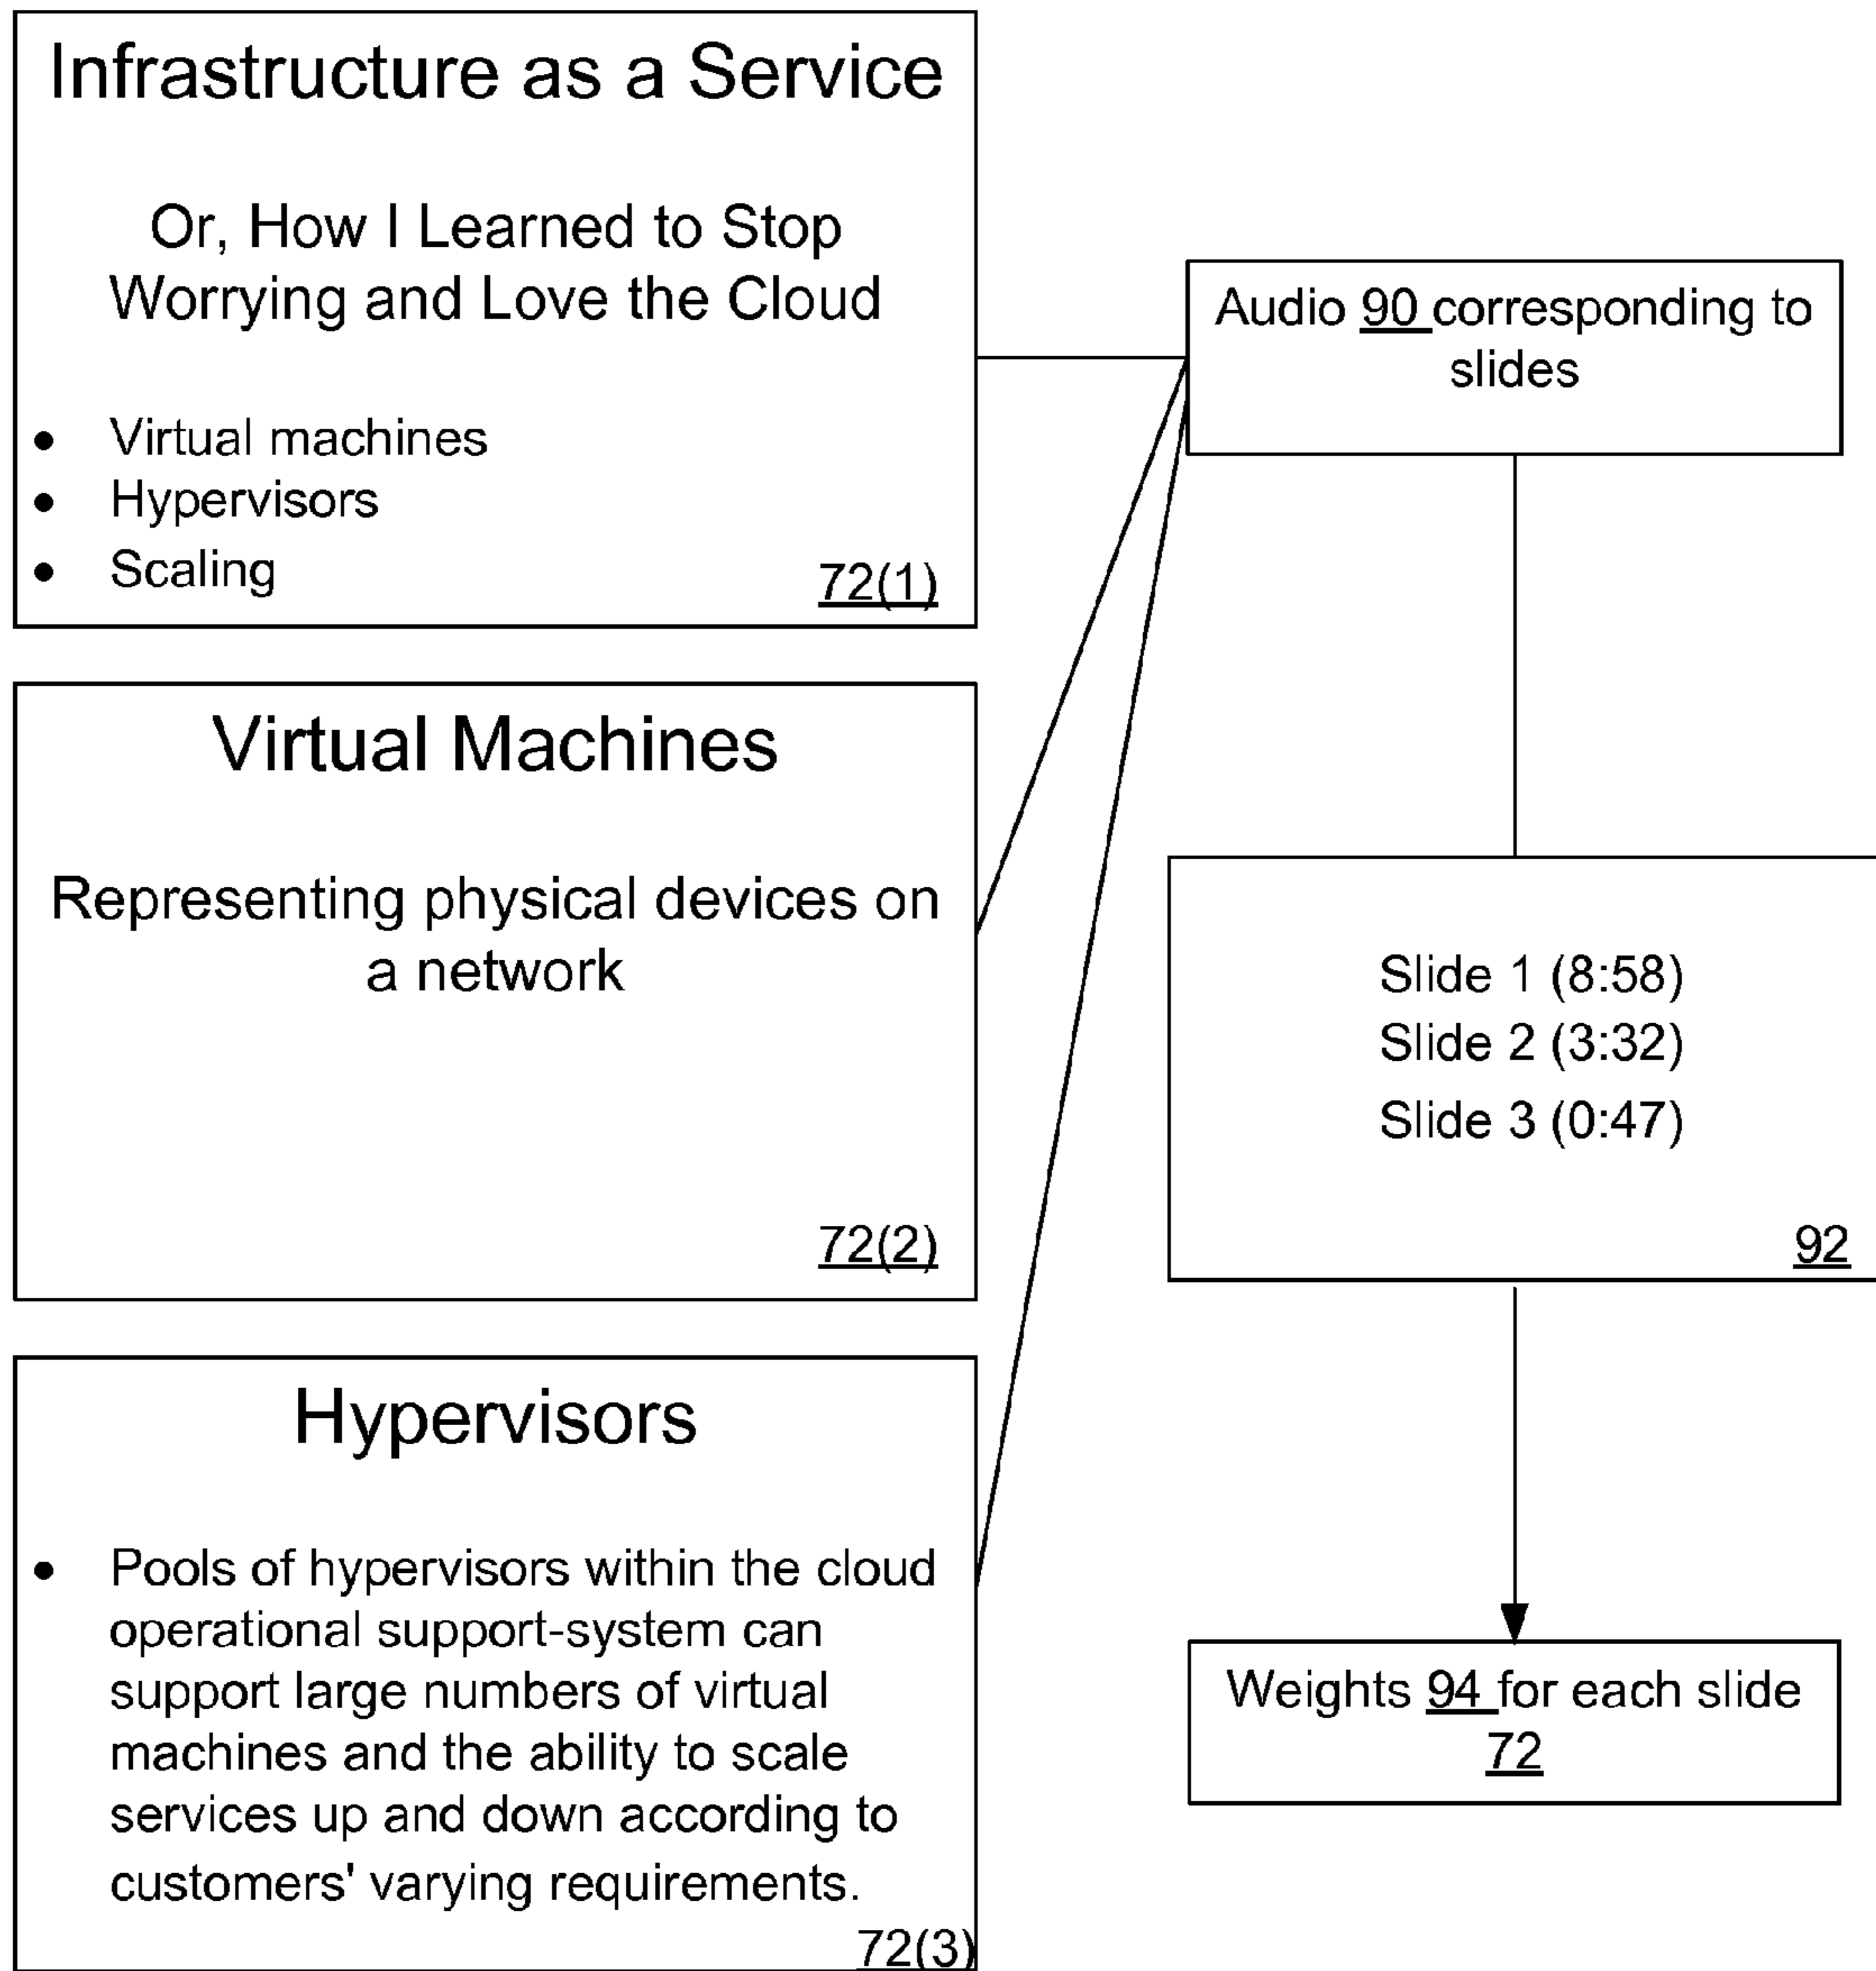 Infrastructure as a Service
Or, How I Learned to Stop
Worrying and Love the Cloud
• Virtual machines
• Hypervisors
• Scaling
72(1)
Virtual Machines
Representing physical devices on
a network
72(2)
Hypervisors
• Pools of hypervisors within the cloud
operational support-system can
support large numbers of virtual
machines and the ability to scale
services up and down according to
customers' varying requirements.
72(3)
Audio 90 corresponding to
slides
Slide 1 (8:58)
Slide 2 (3:32)
Slide 3 (0:47)
92
Weights 94 for each slide
72